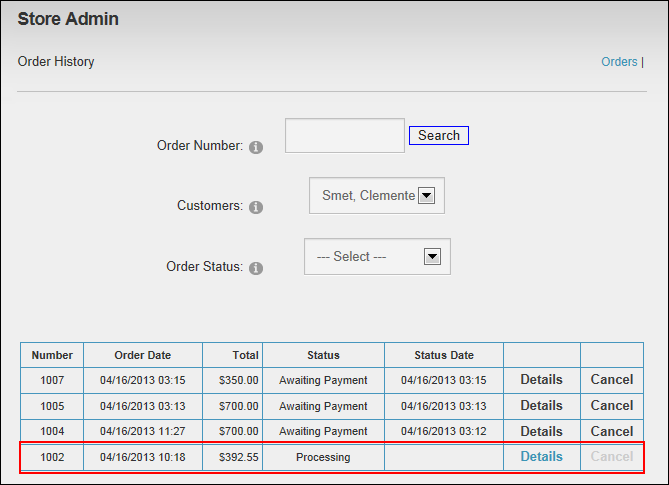 Store Admin
Order History
Orders |
Order Number:
Search
Customers:
Smet, Clemente
Order Status:
--- Select ---
Number Order Date Total Status Status Date
1007 04/16/2013 03:15 $350.00 Awaiting Payment 04/16/2013 03:15 Details Cancel
1005 04/16/2013 03:13 $700.00 Awaiting Payment 04/16/2013 03:13 Details Cancel
1004 04/16/2013 11:27 $700.00 Awaiting Payment 04/16/2013 03:12 Details Cancel
1002 04/16/2013 10:18 $392.55 Processing Details Cancel